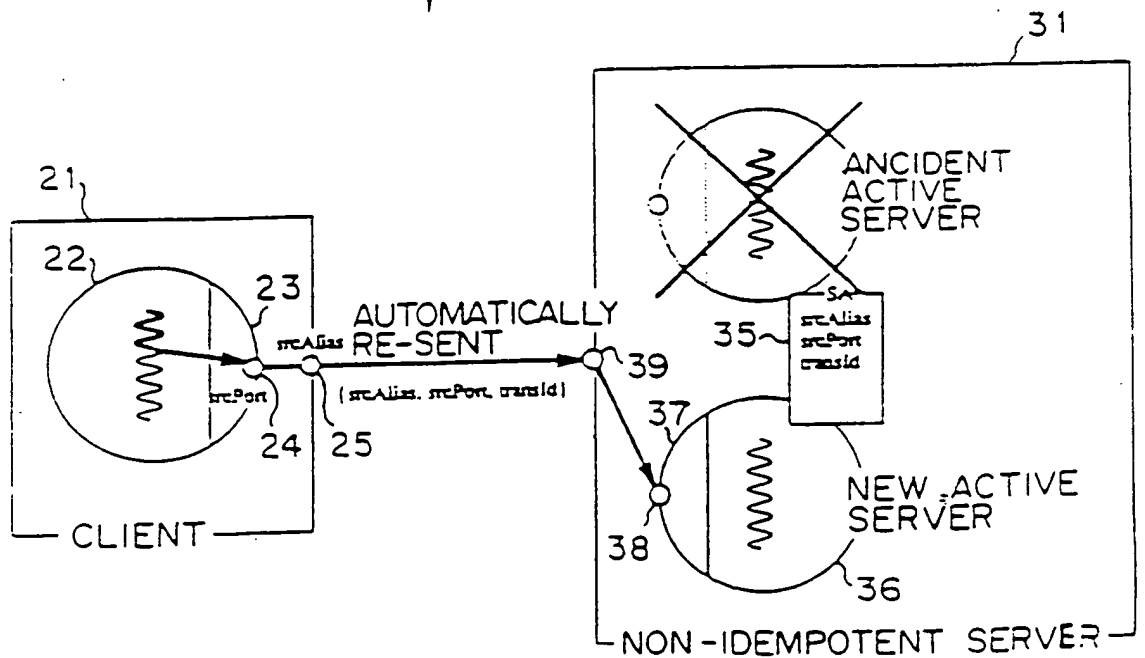 31
21
22
23
srcAlias
AUTOMATICALLY
RE-SENT
srcPort
(srcAlias, srcPort, transid)
24
25
CLIENT
39
ANCIDENT
ACTIVE
SERVER
SA
35
srcAlias
srcPort
transid
37
38
NEW ACTIVE
SERVER
36
NON-IDEMPOTENT SERVER